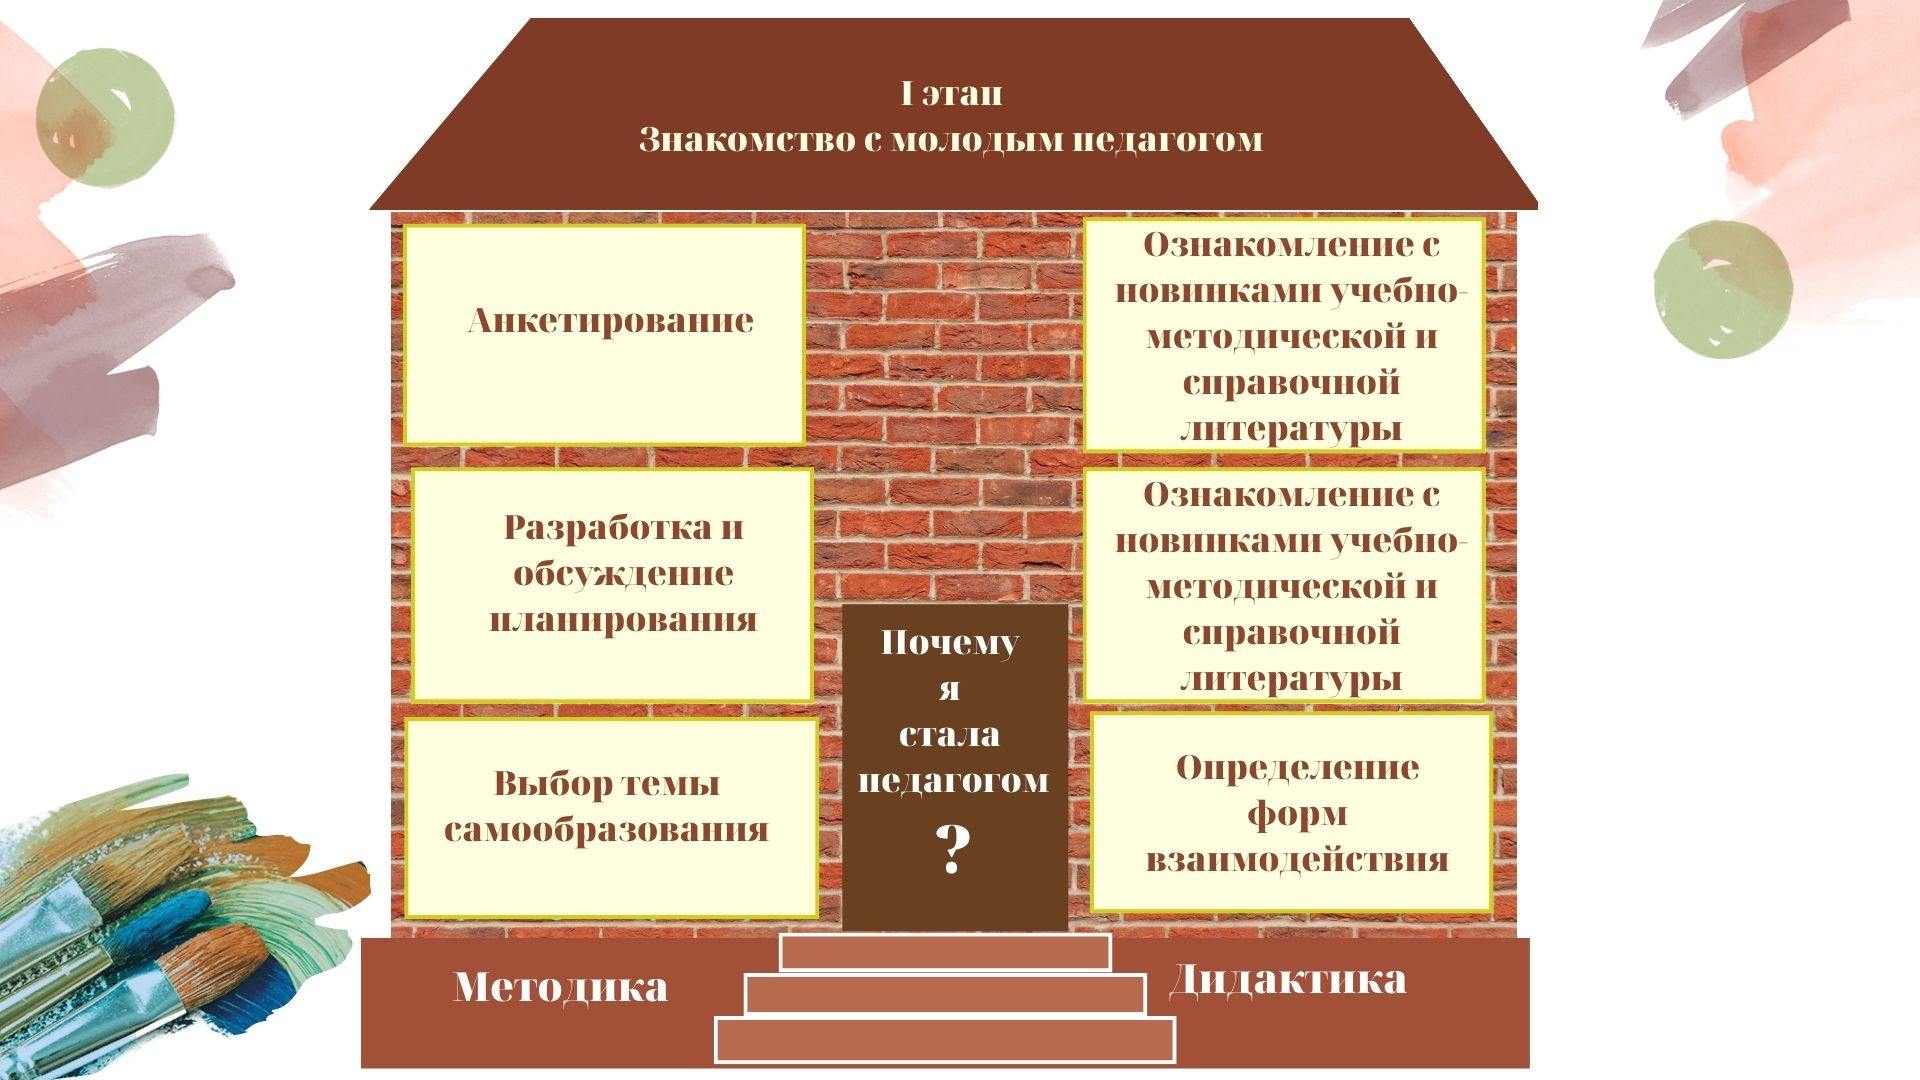 I этап
Знакомство с молодым педагогом
Анкетирование
Ознакомление с
новинками учебно-
методической и
справочной
литературы
Разработка и
обсуждение
планирования
Ознакомление с
новинками учебно-
методической и
справочной
литературы
Выбор темы
самообразования
Почему
я
стала
педагогом
?
Определение
форм
взаимодействия
Методика
Дидактика